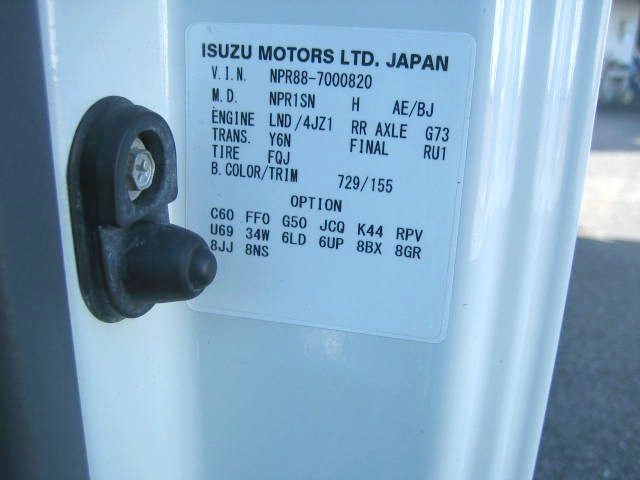 ISUZU MOTORS LTD. JAPAN
V.I.N. NPR88-7000820
M.D. NPR1SN H AE/BJ
ENGINE LND/4JZ1 RR AXLE G73
TRANS. Y6N FINAL RU1
TIRE FQJ
B.COLOR/TRIM 729/155
OPTION
C60 FF0 G50 JCQ K44 RPV
U69 34W 6LD 6UP 8BX 8GR
8JJ 8NS